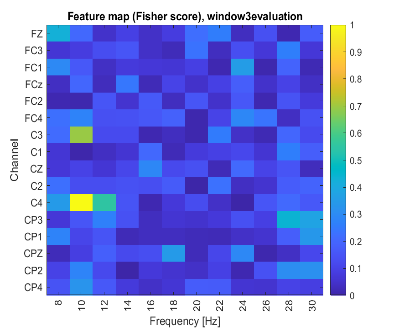 Feature map (Fisher score), window3evaluation
Channel
FZ
FC3
FC1
FCz
FC2
FC4
C3
C1
CZ
C2
C4
CP3
CP1
CPZ
CP2
CP4
8 10 12 14 16 18 20 22 24 26 28 30
Frequency [Hz]
1
0.9
0.8
0.7
0.6
0.5
0.4
0.3
0.2
0.1
0